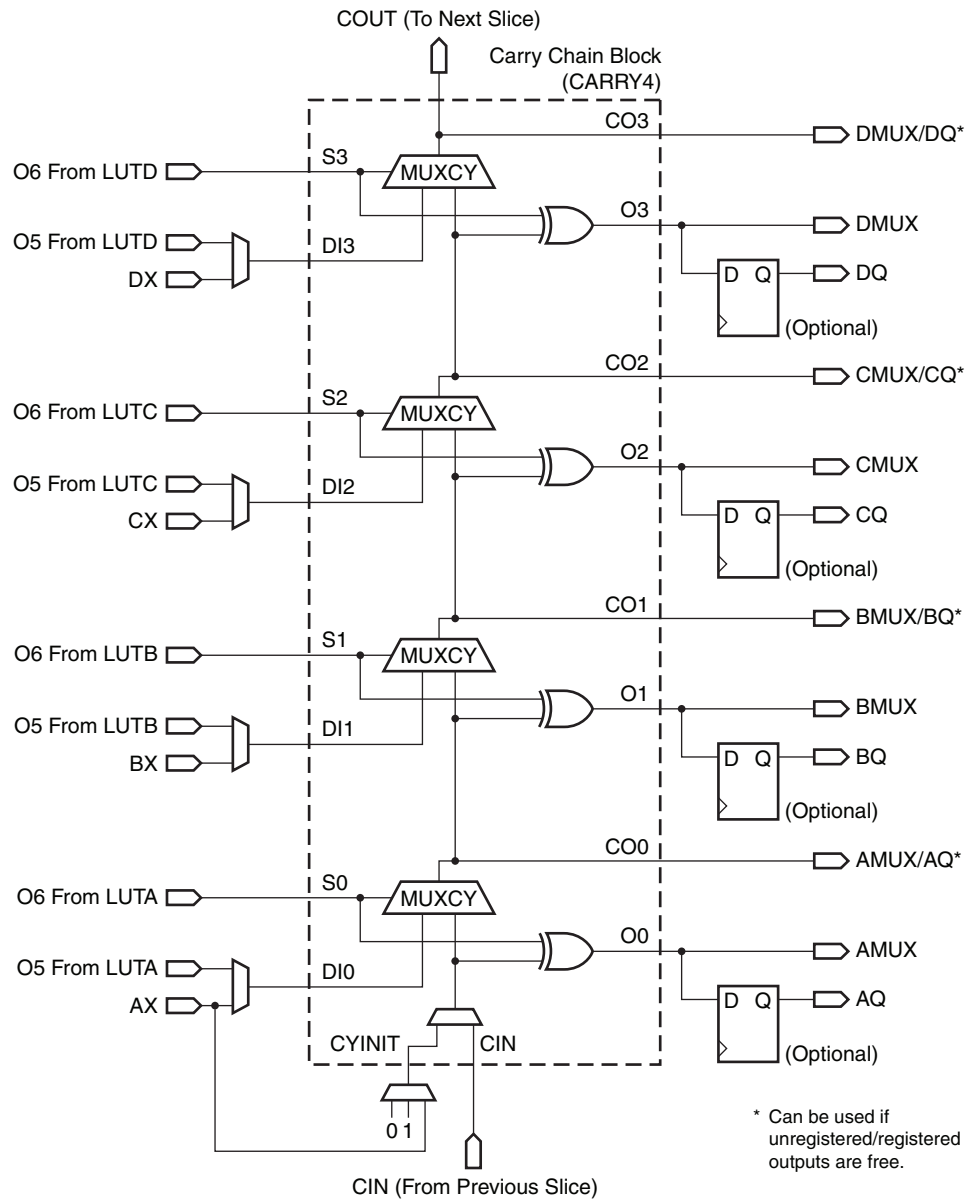 COUT (To Next Slice)
Carry Chain Block
(CARRY4)
CO3
DMUX/DQ*
O6 From LUTD
S3
MUXCY
O3
DMUX
O5 From LUTD
DI3
DX
D Q
DQ
(Optional)
CO2
CMUX/CQ*
O6 From LUTC
S2
MUXCY
O2
CMUX
O5 From LUTC
DI2
CX
D Q
CQ
(Optional)
CO1
BMUX/BQ*
O6 From LUTB
S1
MUXCY
O1
BMUX
O5 From LUTB
DI1
BX
D Q
BQ
(Optional)
CO0
AMUX/AQ*
O6 From LUTA
S0
MUXCY
O0
AMUX
O5 From LUTA
DI0
AX
D Q
AQ
CYINIT
CIN
(Optional)
0 1
* Can be used if
unregistered/registered
outputs are free.
CIN (From Previous Slice)